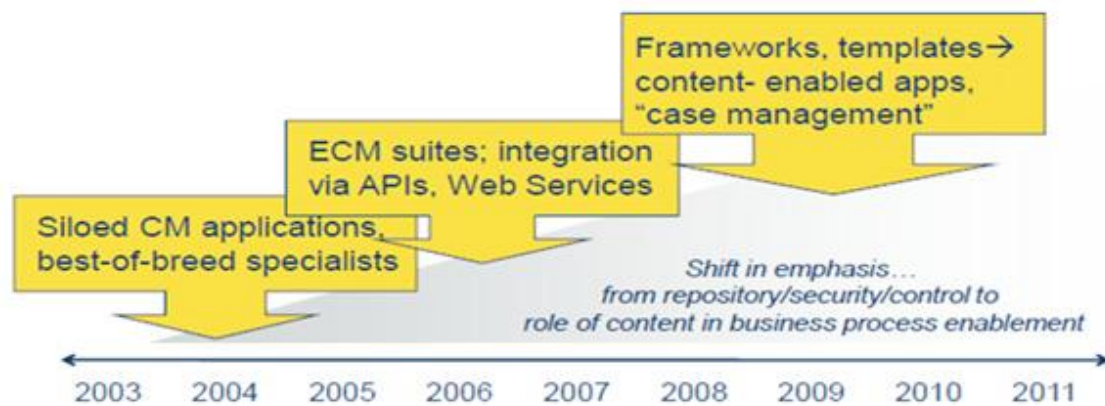 Frameworks, templates→
content- enabled apps,
“case management”
ECM suites; integration
via APIs, Web Services
Siloed CM applications,
best-of-breed specialists
Shift in emphasis…
from repository/security/control to
role of content in business process enablement
2003 2004 2005 2006 2007 2008 2009 2010 2011